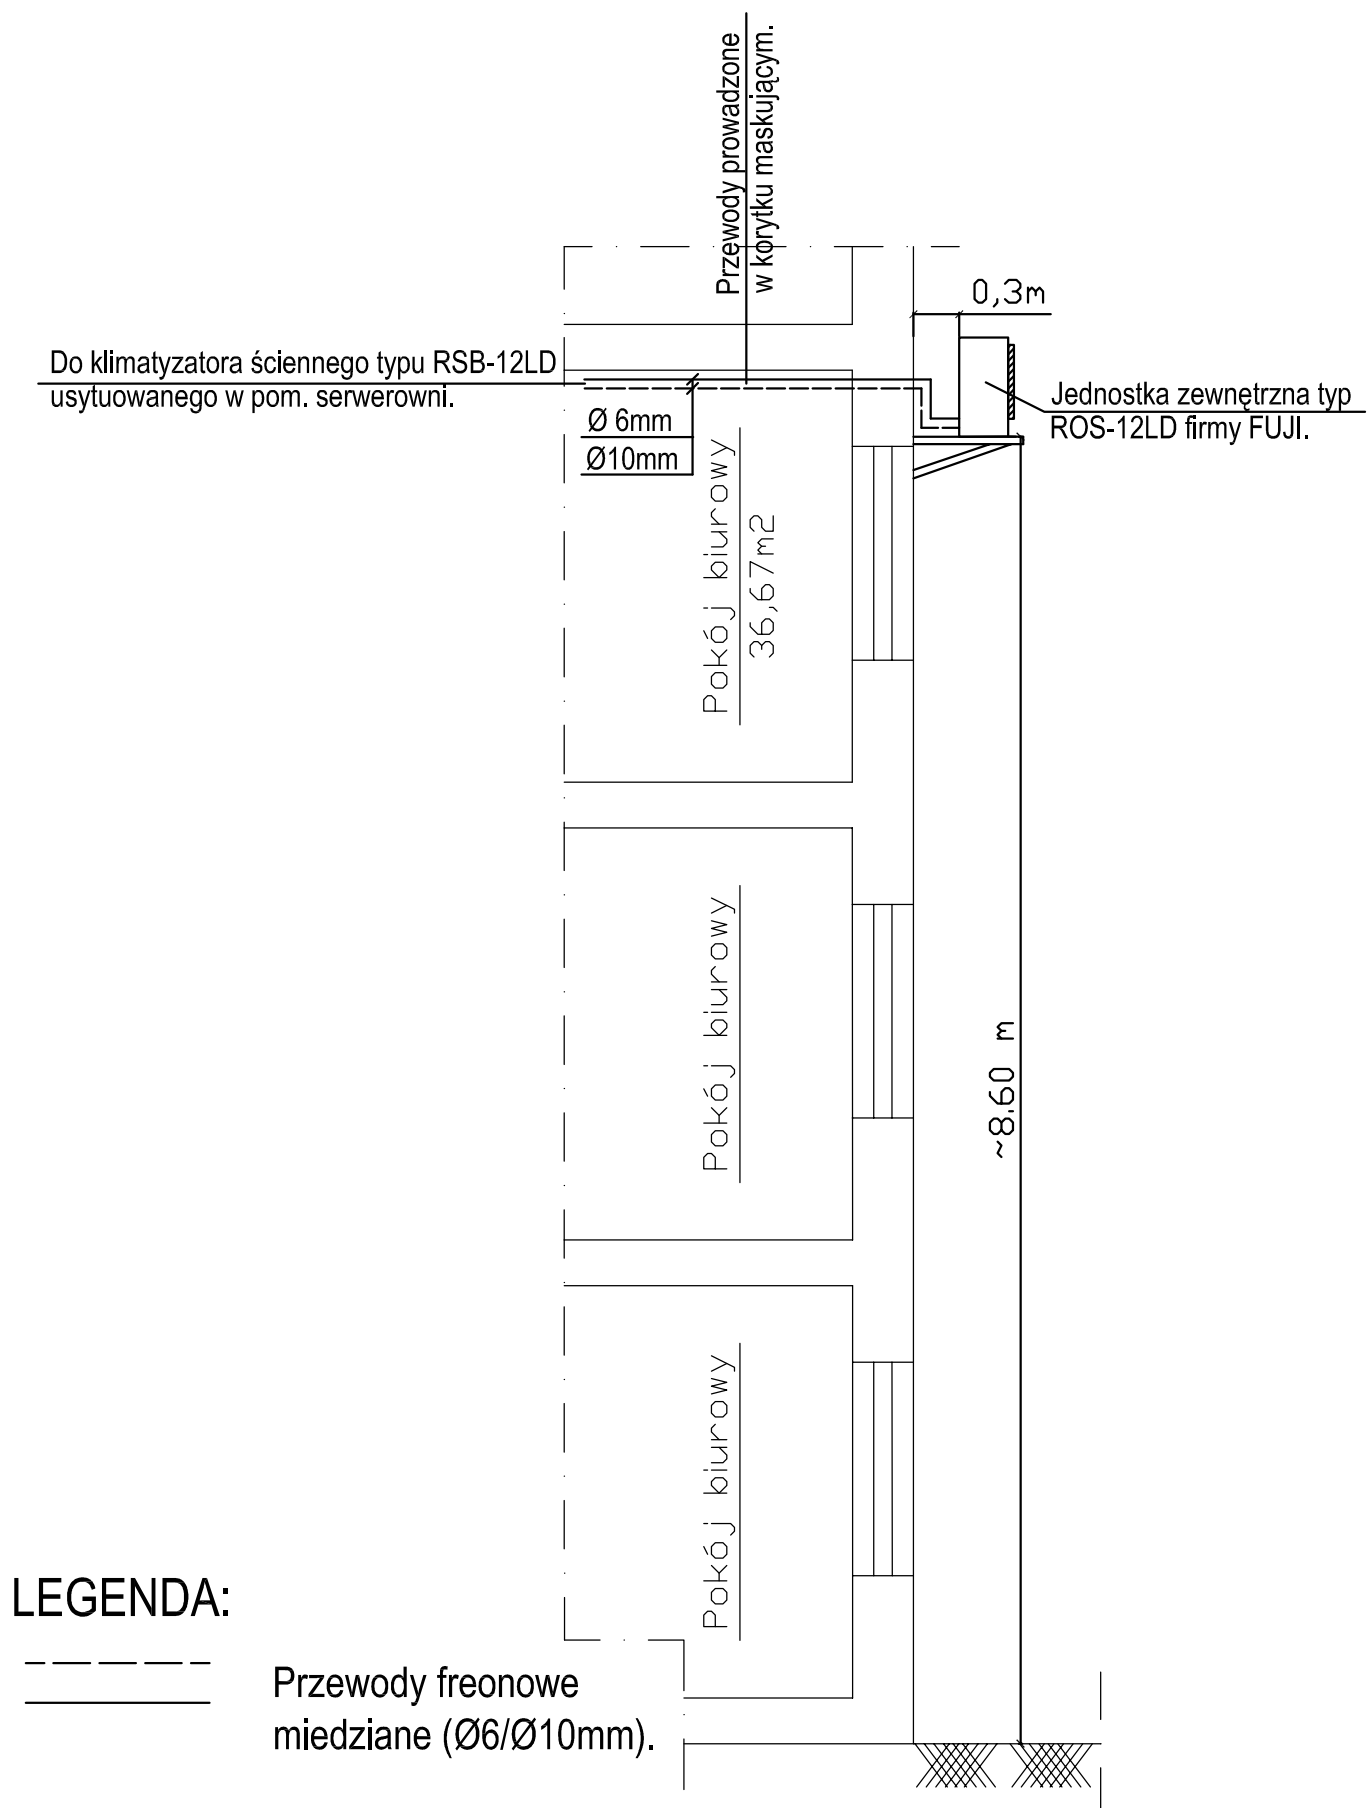 Przewody prowadzone
w korytku maskującym.
0,3m
Do klimatyzatora ściennego typu RSB-12LD
usytuowanego w pom. serwerowni.
Jednostka zewnętrzna typ
ROS-12LD firmy FUJI.
Ø 6mm
Ø10mm
Pokój biurowy
36,67m2
Pokój biurowy
~8.60 m
Pokój biurowy
LEGENDA:
Przewody freonowe
miedziane (Ø6/Ø10mm).